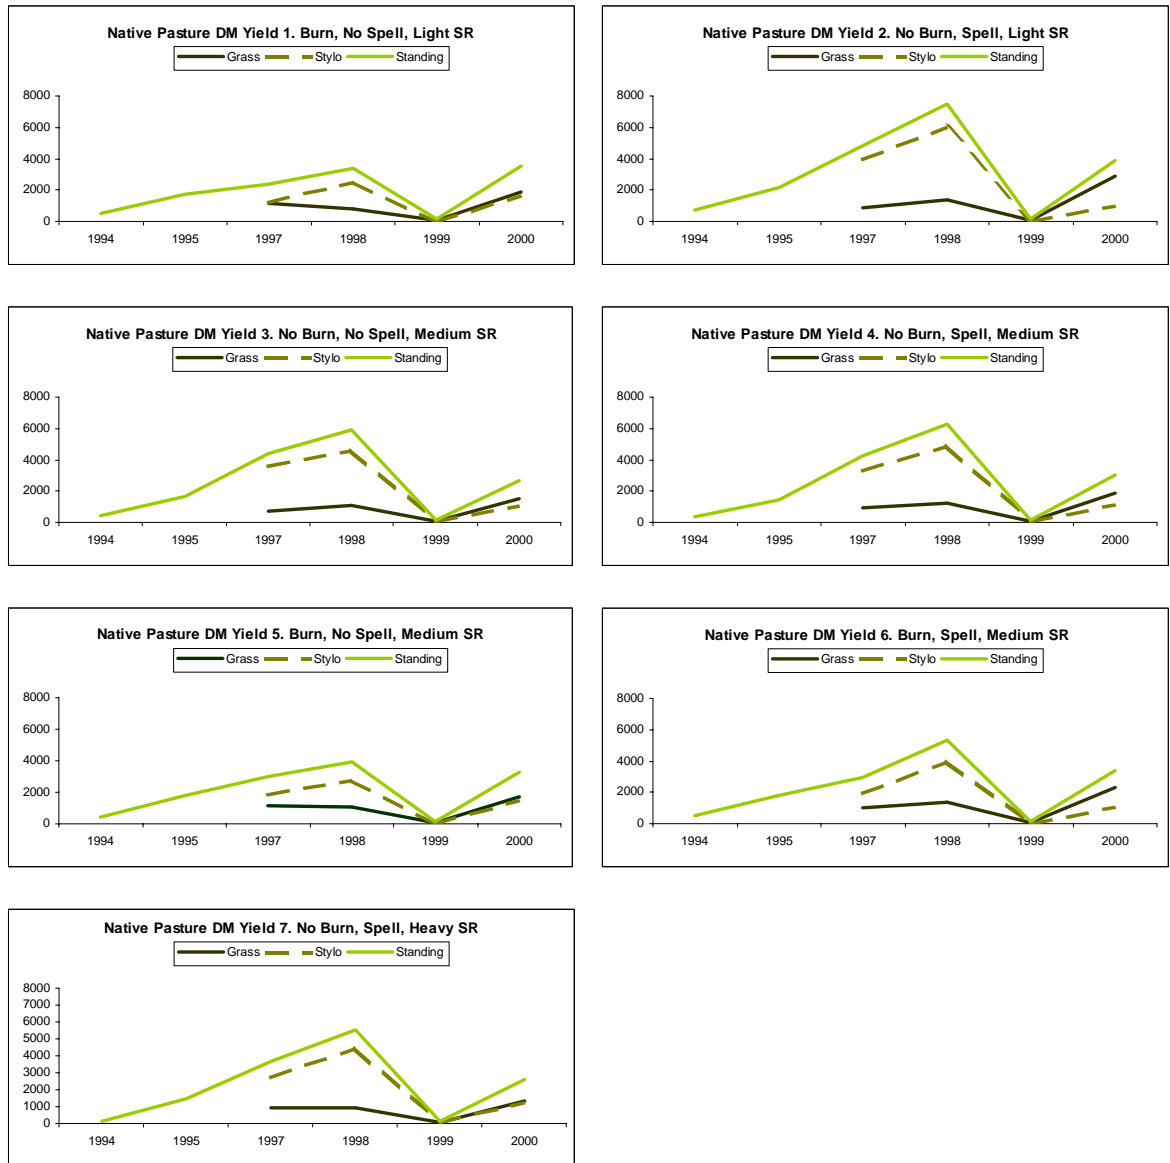 Native Pasture DM Yield 1. Burn, No Spell, Light SR
Grass Stylo Standing
8000
6000
4000
2000
0
1994 1995 1997 1998 1999 2000
Native Pasture DM Yield 2. No Burn, Spell, Light SR
Grass Stylo Standing
8000
6000
4000
2000
0
1994 1995 1997 1998 1999 2000
Native Pasture DM Yield 3. No Burn, No Spell, Medium SR
Grass Stylo Standing
8000
6000
4000
2000
0
1994 1995 1997 1998 1999 2000
Native Pasture DM Yield 4. No Burn, Spell, Medium SR
Grass Stylo Standing
8000
6000
4000
2000
0
1994 1995 1997 1998 1999 2000
Native Pasture DM Yield 5. Burn, No Spell, Medium SR
Grass Stylo Standing
8000
6000
4000
2000
0
1994 1995 1997 1998 1999 2000
Native Pasture DM Yield 6. Burn, Spell, Medium SR
Grass Stylo Standing
8000
6000
4000
2000
0
1994 1995 1997 1998 1999 2000
Native Pasture DM Yield 7. No Burn, Spell, Heavy SR
Grass Stylo Standing
8000
7000
6000
5000
4000
3000
2000
1000
0
1994 1995 1997 1998 1999 2000